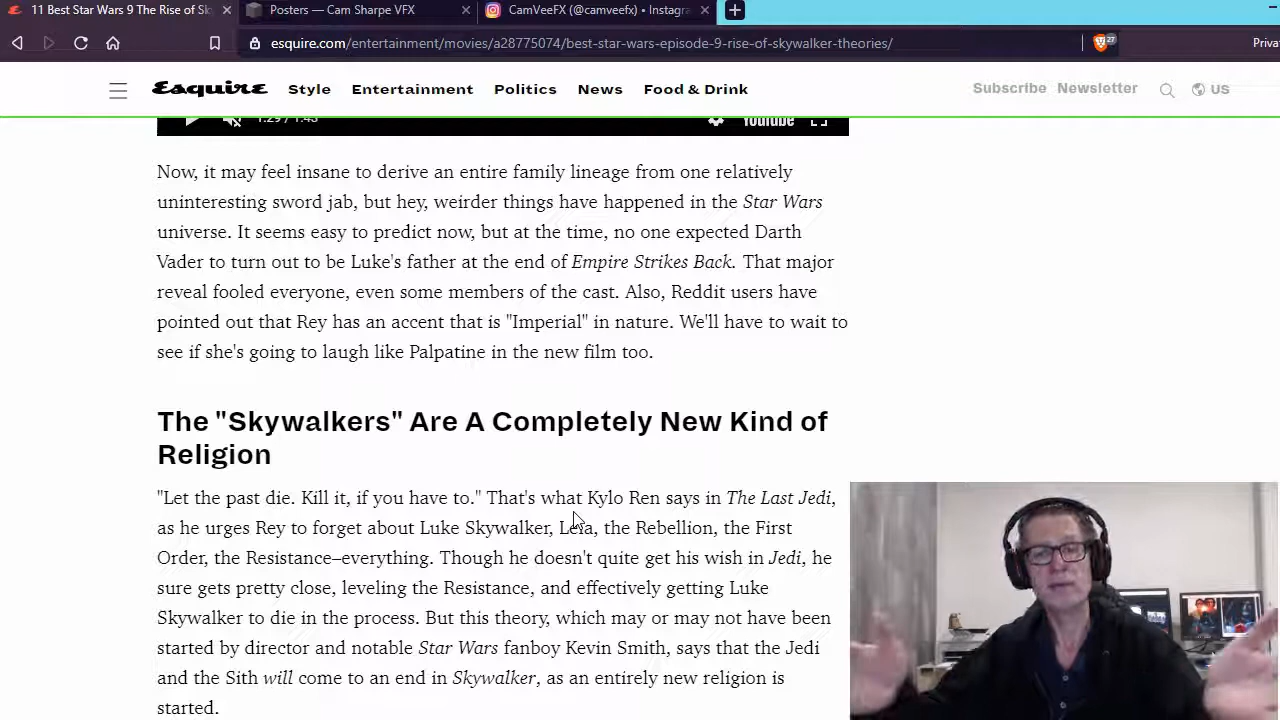 11 Best Star Wars 9 The Rise of Sk
Posters — Cam Sharpe VFX
CamVeeFX (@camveefx) • Instagra
esquire.com/entertainment/movies/a28775074/best-star-wars-episode-9-rise-of-skywalker-theories/
27
Priva
Esquire
Style
Entertainment
Politics
News
Food & Drink
Subscribe
Newsletter
US
1:29 / 1:43
YouTube
Now, it may feel insane to derive an entire family lineage from one relatively
uninteresting sword jab, but hey, weirder things have happened in the Star Wars
universe. It seems easy to predict now, but at the time, no one expected Darth
Vader to turn out to be Luke's father at the end of Empire Strikes Back. That major
reveal fooled everyone, even some members of the cast. Also, Reddit users have
pointed out that Rey has an accent that is "Imperial" in nature. We'll have to wait to
see if she's going to laugh like Palpatine in the new film too.
The "Skywalkers" Are A Completely New Kind of
Religion
"Let the past die. Kill it, if you have to." That's what Kylo Ren says in The Last Jedi,
as he urges Rey to forget about Luke Skywalker, Leia, the Rebellion, the First
Order, the Resistance—everything. Though he doesn't quite get his wish in Jedi, he
sure gets pretty close, leveling the Resistance, and effectively getting Luke
Skywalker to die in the process. But this theory, which may or may not have been
started by director and notable Star Wars fanboy Kevin Smith, says that the Jedi
and the Sith will come to an end in Skywalker, as an entirely new religion is
started.